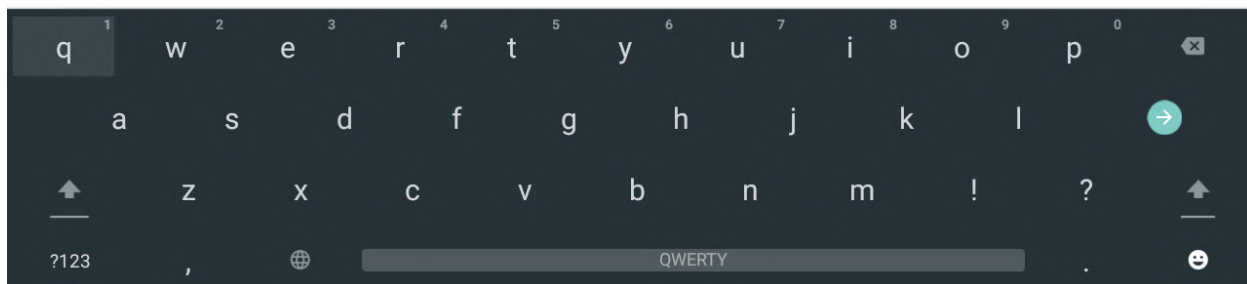 q 1 w 2 e 3 r 4 t 5 y 6 u 7 i 8 o 9 p 0
a s d f g h j k l
z x c v b n m ! ?
?123 , QWERTY .